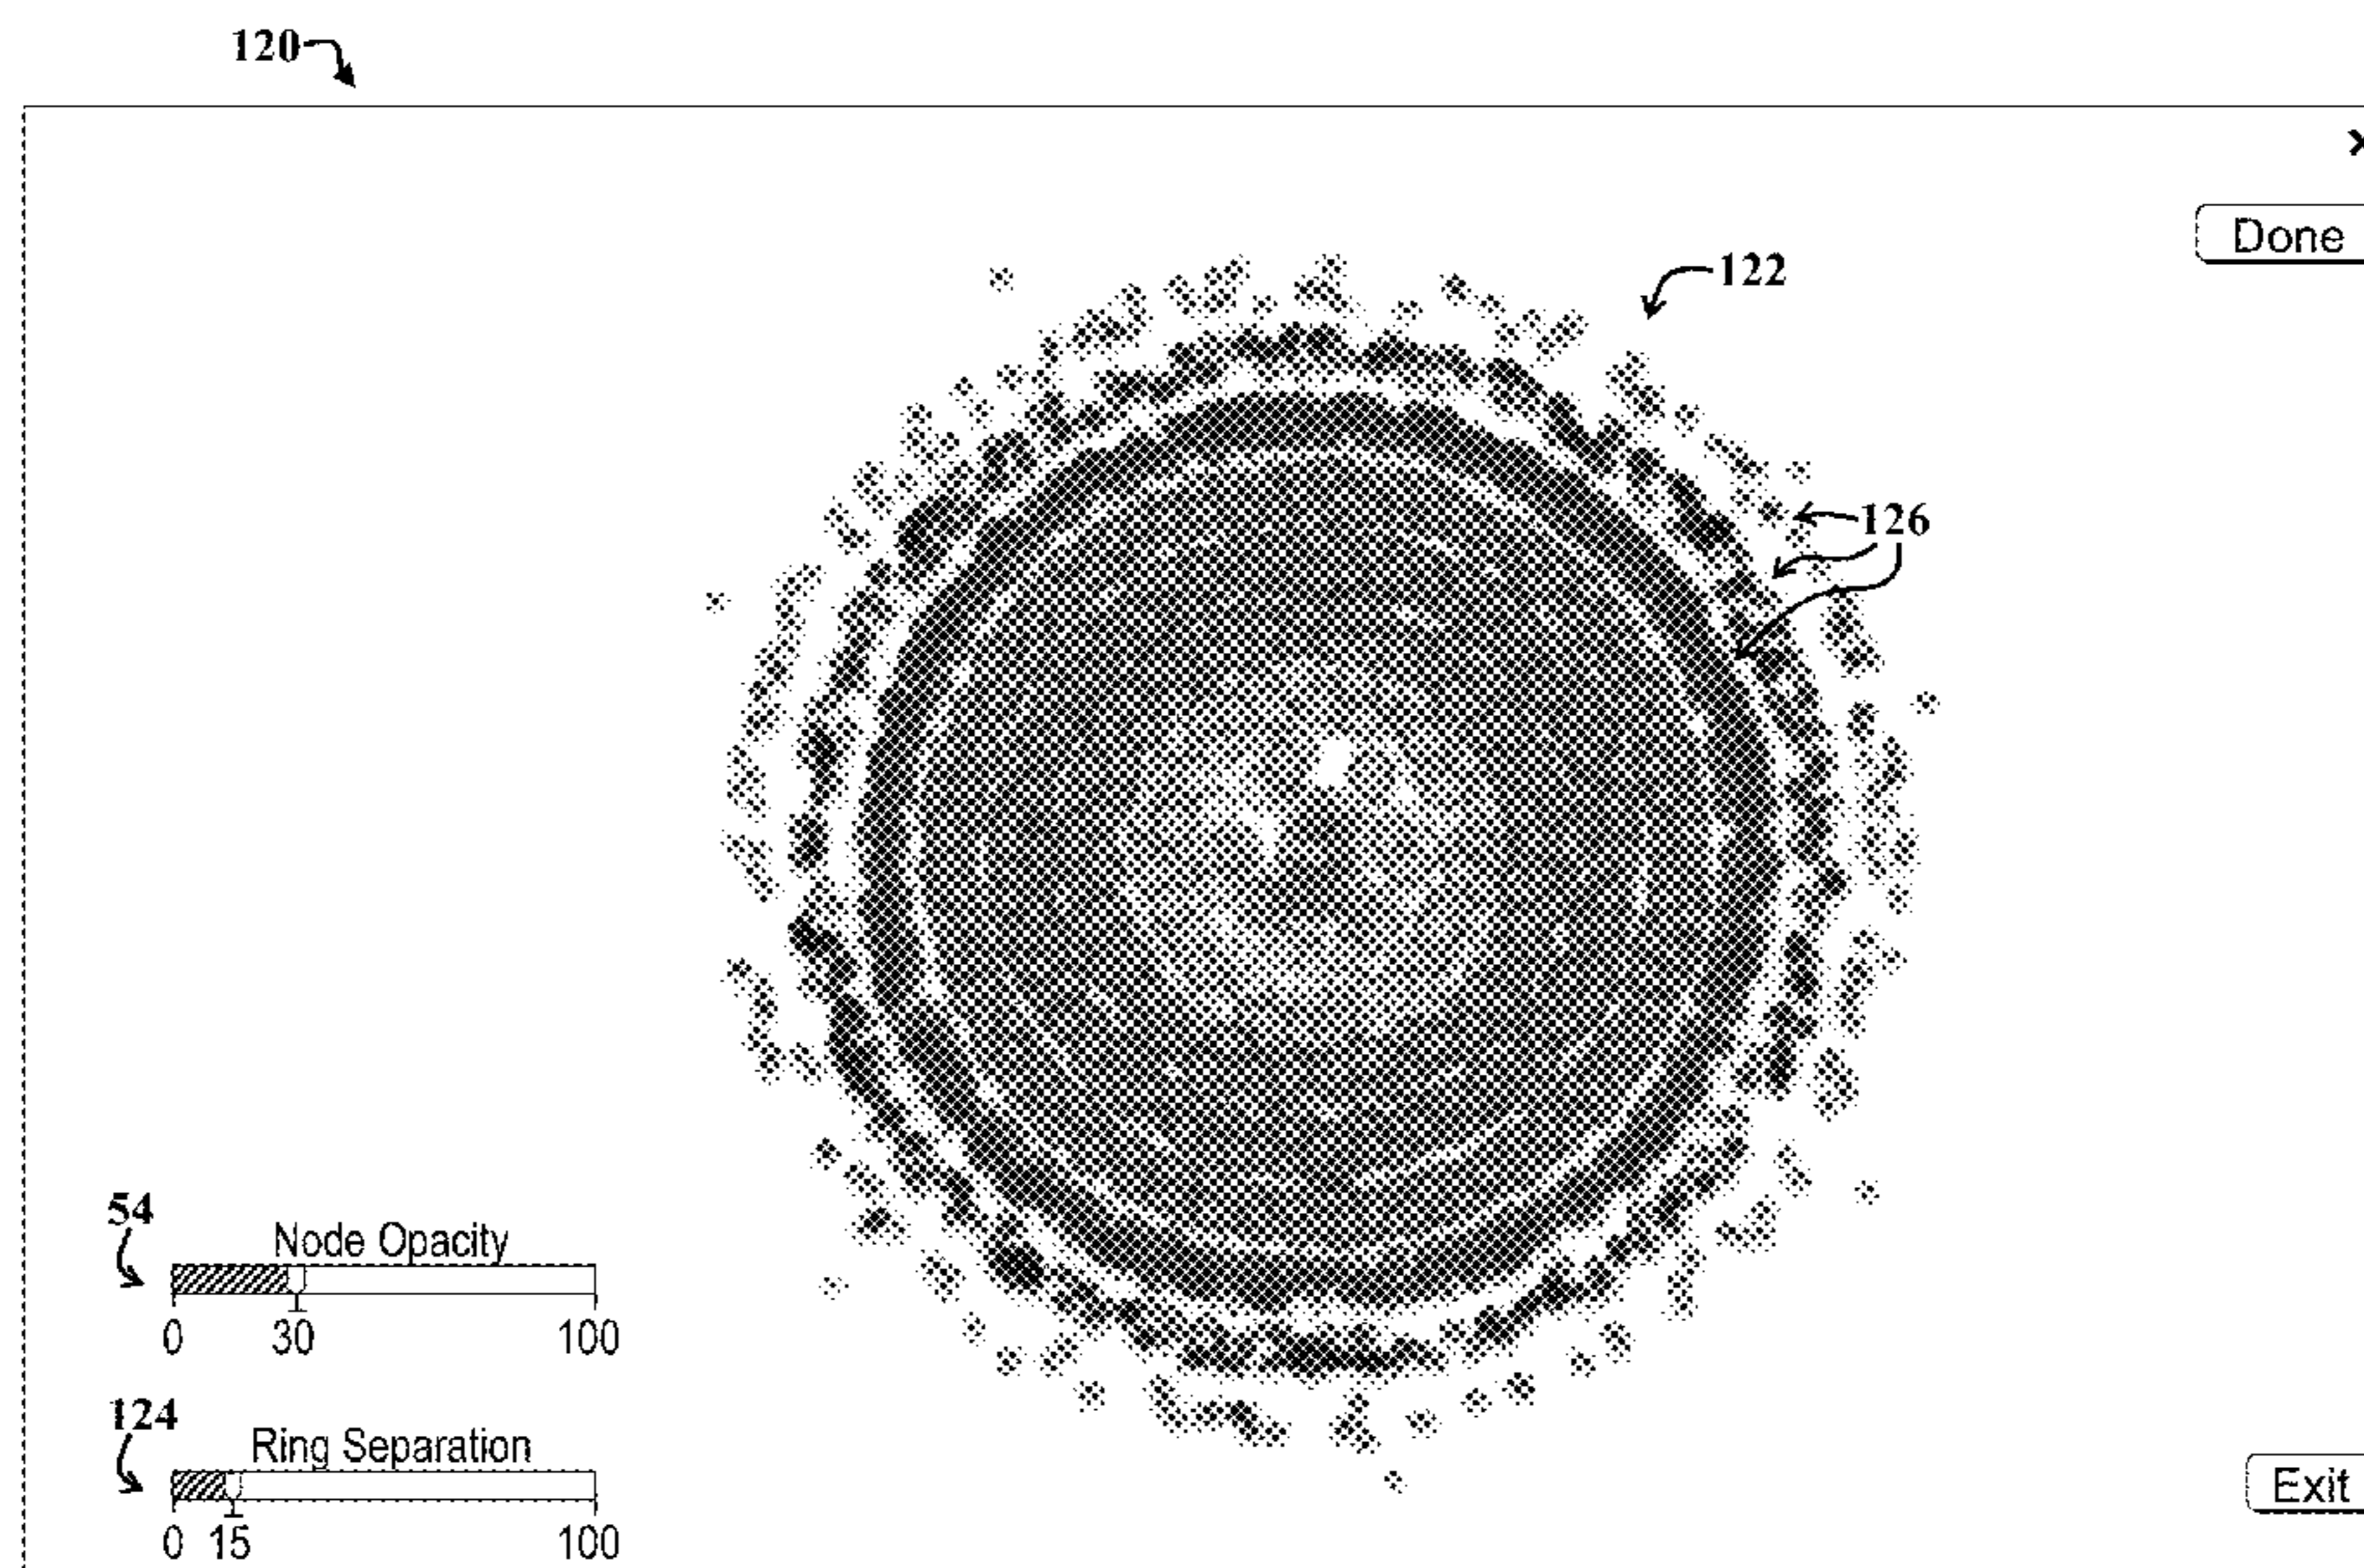 120
×
Done
122
126
54
Node Opacity
0 30 100
124
Ring Separation
0 15 100
Exit